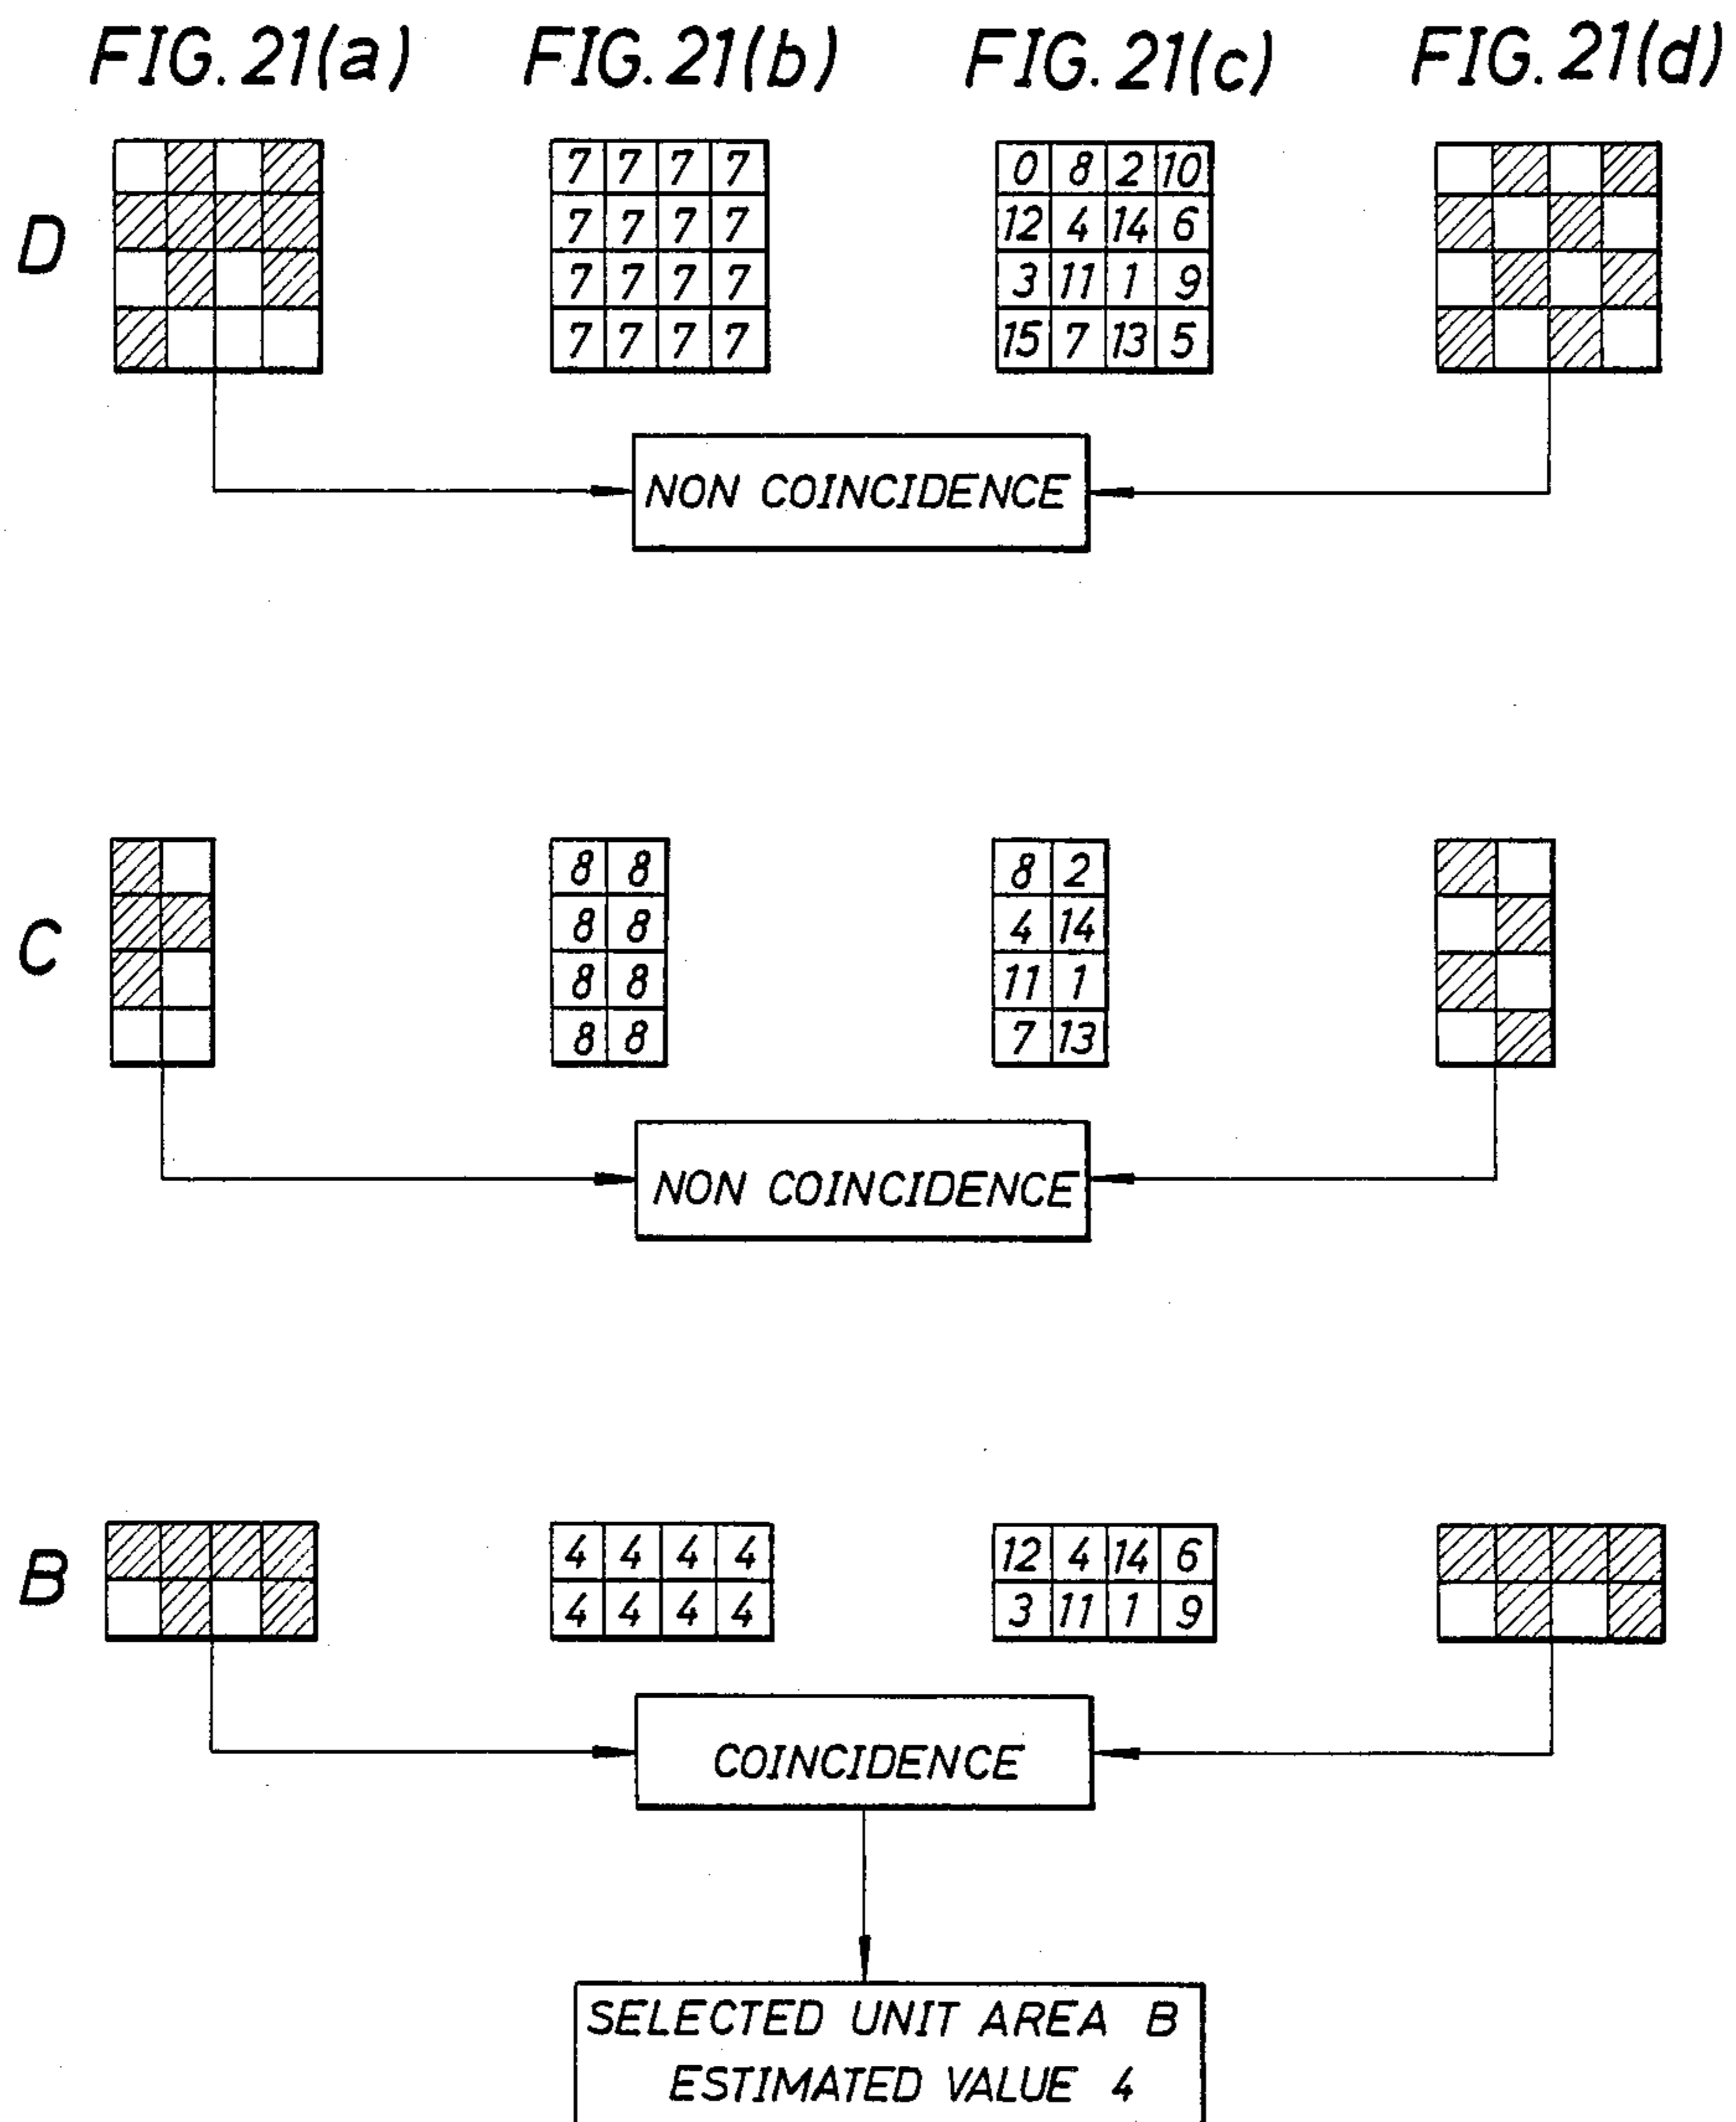 FIG. 21(a) FIG. 21(b) FIG. 21(c) FIG. 21(d)
D
7 7 7 7
7 7 7 7
7 7 7 7
7 7 7 7
0 8 2 10
12 4 14 6
3 11 1 9
15 7 13 5
NON COINCIDENCE
C
8 8
8 8
8 8
8 8
8 2
4 14
11 1
7 13
NON COINCIDENCE
B
4 4 4 4
4 4 4 4
12 4 14 6
3 11 1 9
COINCIDENCE
SELECTED UNIT AREA B
ESTIMATED VALUE 4